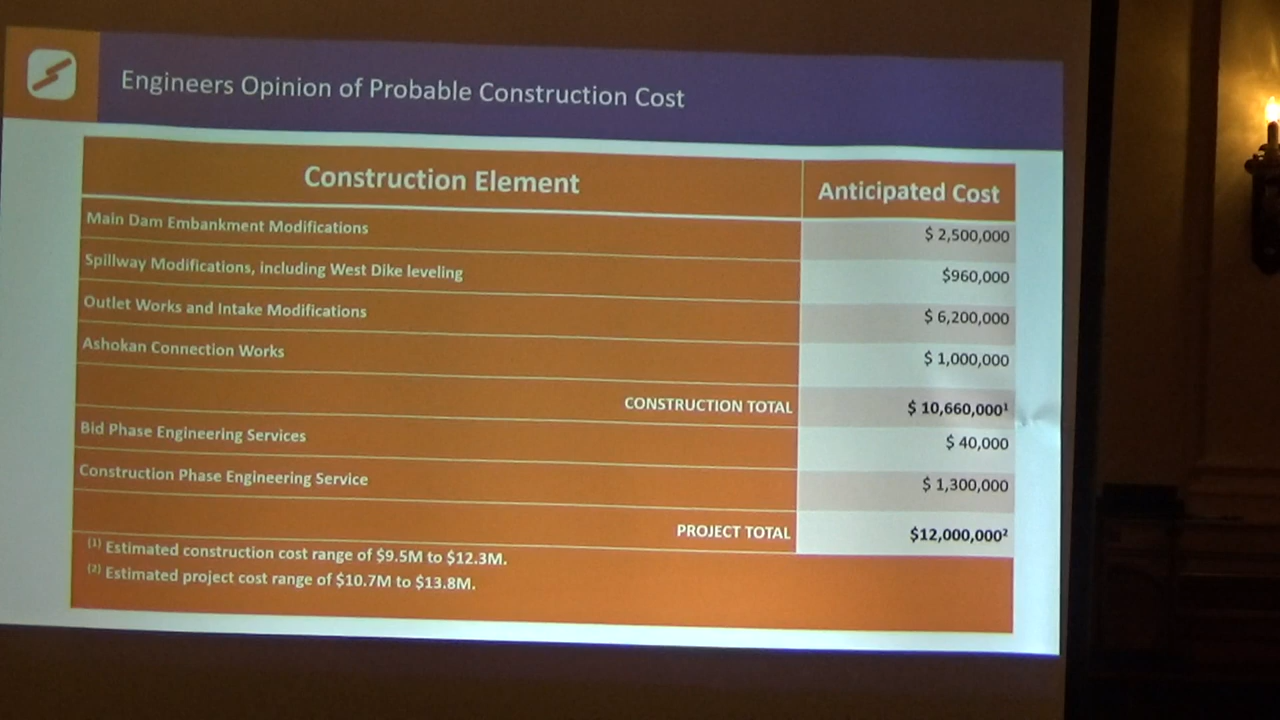 Engineers Opinion of Probable Construction Cost
Construction Element Anticipated Cost
Main Dam Embankment Modifications $ 2,500,000
Spillway Modifications, including West Dike leveling $960,000
Outlet Works and Intake Modifications $ 6,200,000
Ashokan Connection Works $ 1,000,000
CONSTRUCTION TOTAL $ 10,660,000¹
Bid Phase Engineering Services $ 40,000
Construction Phase Engineering Service $ 1,300,000
PROJECT TOTAL $12,000,000²
(1) Estimated construction cost range of $9.5M to $12.3M.
(2) Estimated project cost range of $10.7M to $13.8M.